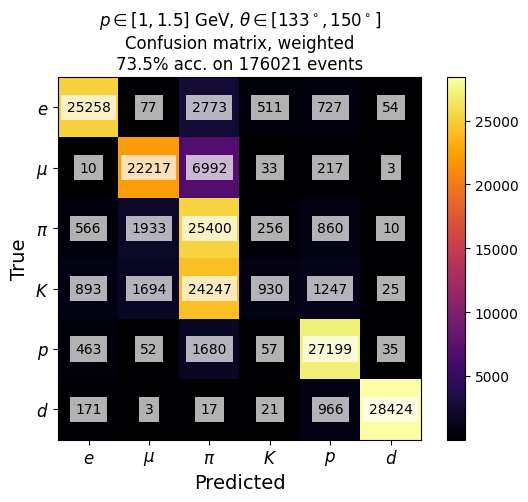 p ∈ [1, 1.5] GeV, θ ∈ [133°, 150°]
Confusion matrix, weighted
73.5% acc. on 176021 events
e 25258 77 2773 511 727 54
μ 10 22217 6992 33 217 3
π 566 1933 25400 256 860 10
K 893 1694 24247 930 1247 25
p 463 52 1680 57 27199 35
d 171 3 17 21 966 28424
e μ π K p d
True
Predicted
25000
20000
15000
10000
5000